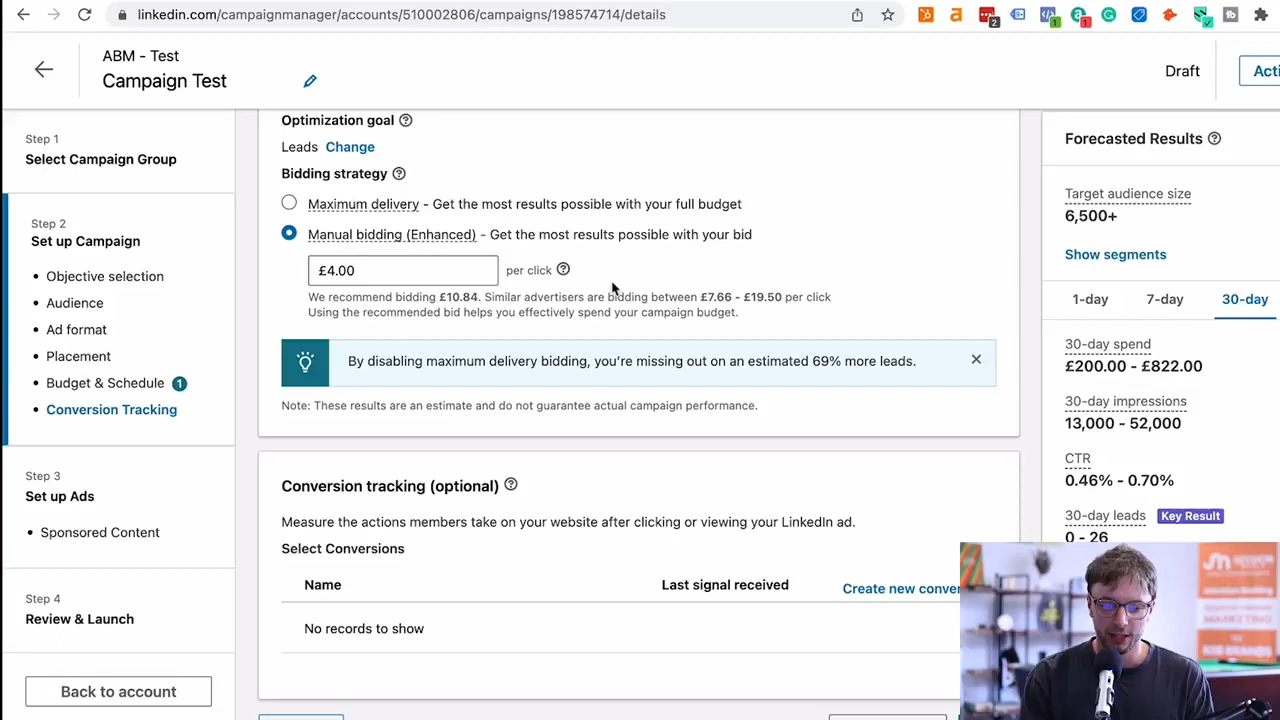 linkedin.com/campaignmanager/accounts/510002806/campaigns/198574714/details
2
1
1
ABM - Test
Campaign Test
Draft
Step 1
Select Campaign Group
Step 2
Set up Campaign
Objective selection
Audience
Ad format
Placement
Budget & Schedule 1
Conversion Tracking
Step 3
Set up Ads
Sponsored Content
Step 4
Review & Launch
Back to account
Optimization goal
Leads Change
Bidding strategy
Maximum delivery - Get the most results possible with your full budget
Manual bidding (Enhanced) - Get the most results possible with your bid
£4.00 per click
We recommend bidding £10.84. Similar advertisers are bidding between £7.66 - £19.50 per click
Using the recommended bid helps you effectively spend your campaign budget.
By disabling maximum delivery bidding, you’re missing out on an estimated 69% more leads.
Note: These results are an estimate and do not guarantee actual campaign performance.
Conversion tracking (optional)
Measure the actions members take on your website after clicking or viewing your LinkedIn ad.
Select Conversions
Name Last signal received Create new conver
No records to show
Forecasted Results
Target audience size
6,500+
Show segments
1-day 7-day 30-day
30-day spend
£200.00 - £822.00
30-day impressions
13,000 - 52,000
CTR
0.46% - 0.70%
30-day leads Key Result
0 - 26
MARKETING